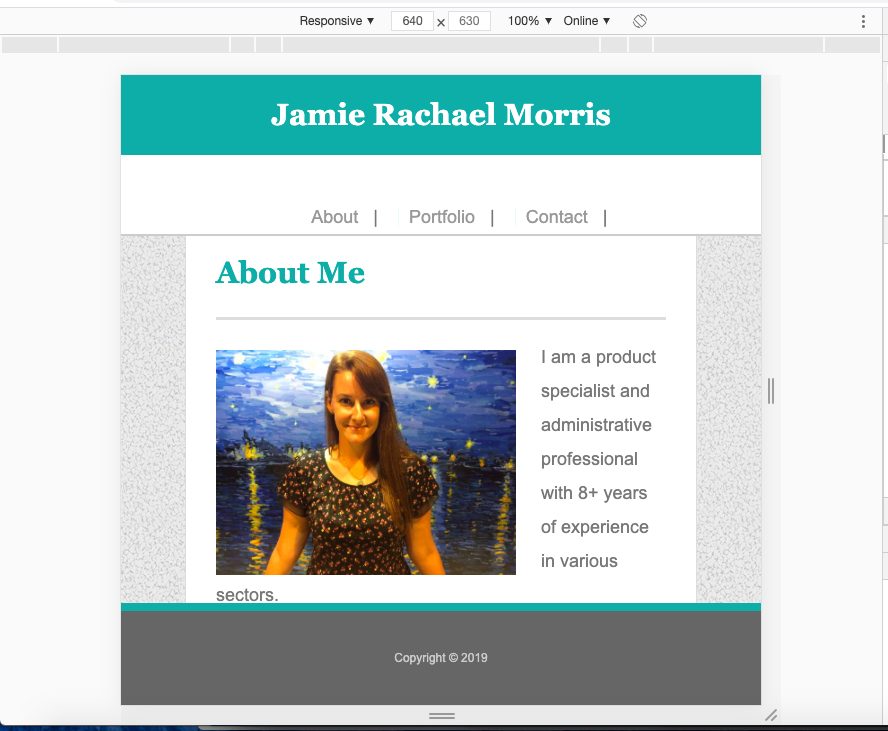 Responsive ▼ 640 × 630 100% ▼ Online ▼
Jamie Rachael Morris
About | Portfolio | Contact |
About Me
I am a product
specialist and
administrative
professional
with 8+ years
of experience
in various
sectors.
Copyright © 2019